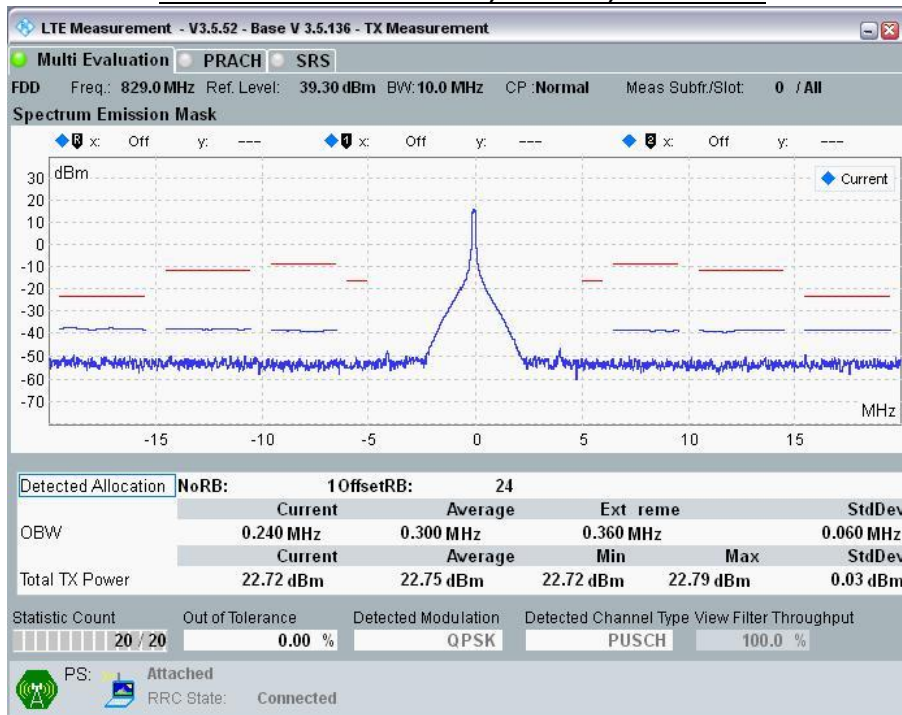 LTE Measurement - V3.5.52 - Base V 3.5.136 - TX Measurement
Multi Evaluation PRACH SRS
FDD Freq.: 829.0 MHz Ref. Level: 39.30 dBm BW: 10.0 MHz CP :Normal Meas Subfr./Slot: 0 / All
Spectrum Emission Mask
R x: Off y: --- 1 x: Off y: --- 2 x: Off y: ---
dBm
Current
30
20
10
0
-10
-20
-30
-40
-50
-60
-70
MHz
-15 -10 -5 0 5 10 15
Detected Allocation NoRB: 1 OffsetRB: 24
Current Average Ext reme StdDev
OBW 0.240 MHz 0.300 MHz 0.360 MHz 0.060 MHz
Current Average Min Max StdDev
Total TX Power 22.72 dBm 22.75 dBm 22.72 dBm 22.79 dBm 0.03 dBm
Statistic Count Out of Tolerance Detected Modulation Detected Channel Type View Filter Throughput
20 / 20 0.00 % QPSK PUSCH 100.0 %
PS: Attached
RRC State: Connected